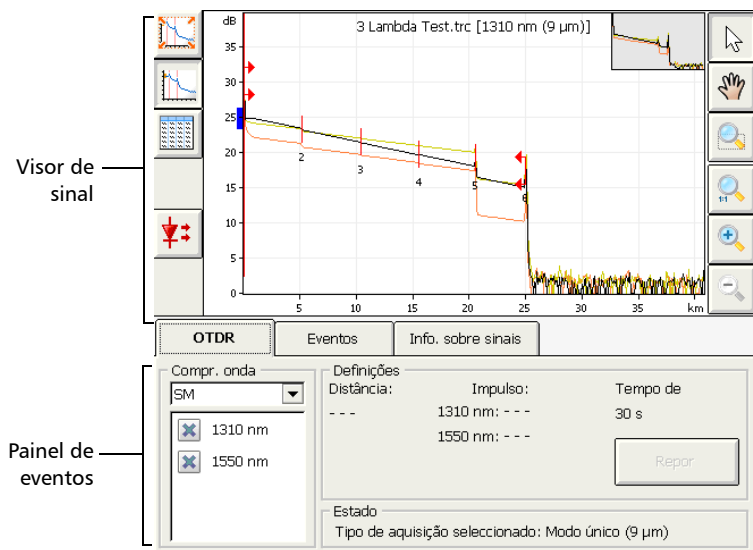 dB
3 Lambda Test.trc [1310 nm (9 µm)]
35
30
25
20
15
10
5
0
2
3
4
5
6
5
10
15
20
25
30
35
km
1:1
Visor de
sinal
OTDR
Eventos
Info. sobre sinais
Compr. onda
SM
1310 nm
1550 nm
Definições
Distância:
Impulso:
Tempo de
- - -
1310 nm: - - -
30 s
1550 nm: - - -
Repor
Painel de
eventos
Estado
Tipo de aquisição seleccionado: Modo único (9 µm)